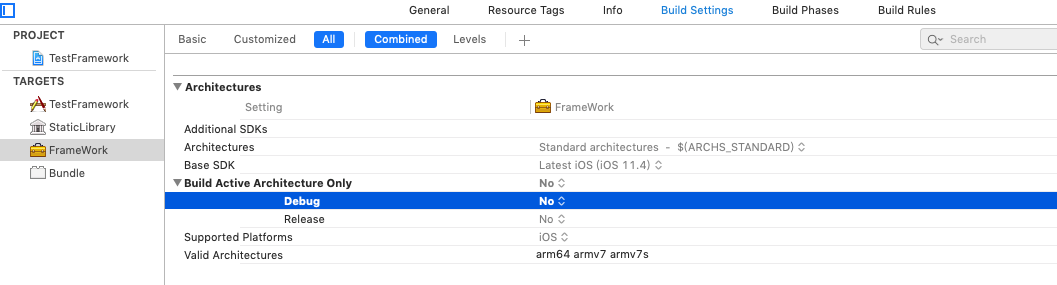 General Resource Tags Info Build Settings Build Phases Build Rules
PROJECT
TestFramework
TARGETS
TestFramework
StaticLibrary
FrameWork
Bundle
Basic Customized All Combined Levels + Search
Architectures
Setting FrameWork
Additional SDKs
Architectures Standard architectures - $(ARCHS_STANDARD)
Base SDK Latest iOS (iOS 11.4)
Build Active Architecture Only No
Debug No
Release No
Supported Platforms iOS
Valid Architectures arm64 armv7 armv7s